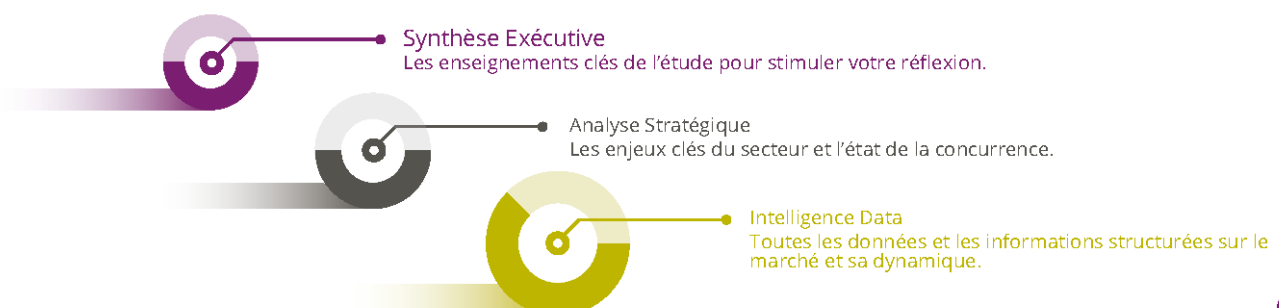 Synthèse Exécutive
Les enseignements clés de l'étude pour stimuler votre réflexion.
Analyse Stratégique
Les enjeux clés du secteur et l'état de la concurrence.
Intelligence Data
Toutes les données et les informations structurées sur le
marché et sa dynamique.